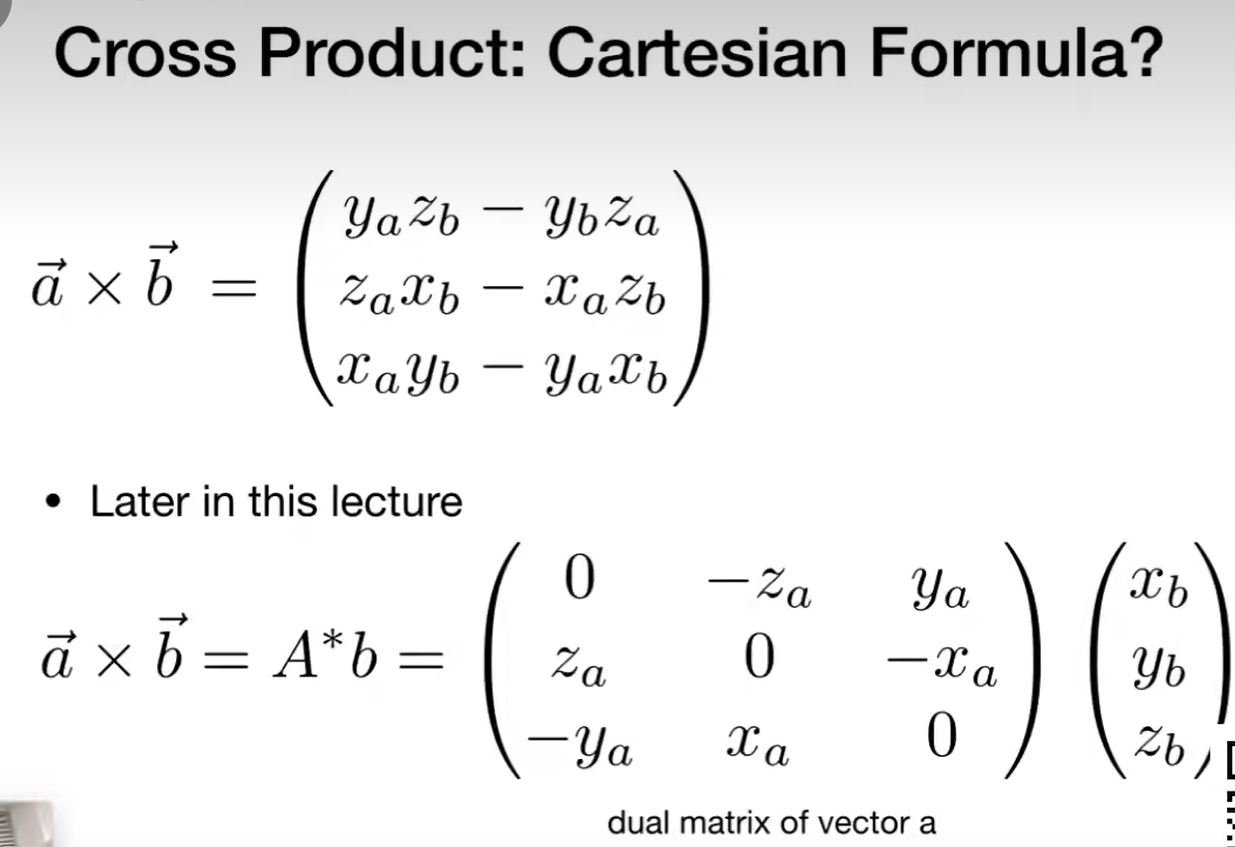 Cross Product: Cartesian Formula?
$\vec{a} \times \vec{b} = \begin{pmatrix} y_a z_b - y_b z_a \\ z_a x_b - x_a z_b \\ x_a y_b - y_a x_b \end{pmatrix}$
• Later in this lecture
$\vec{a} \times \vec{b} = A^* b = \begin{pmatrix} 0 & -z_a & y_a \\ z_a & 0 & -x_a \\ -y_a & x_a & 0 \end{pmatrix} \begin{pmatrix} x_b \\ y_b \\ z_b \end{pmatrix}$
dual matrix of vector a